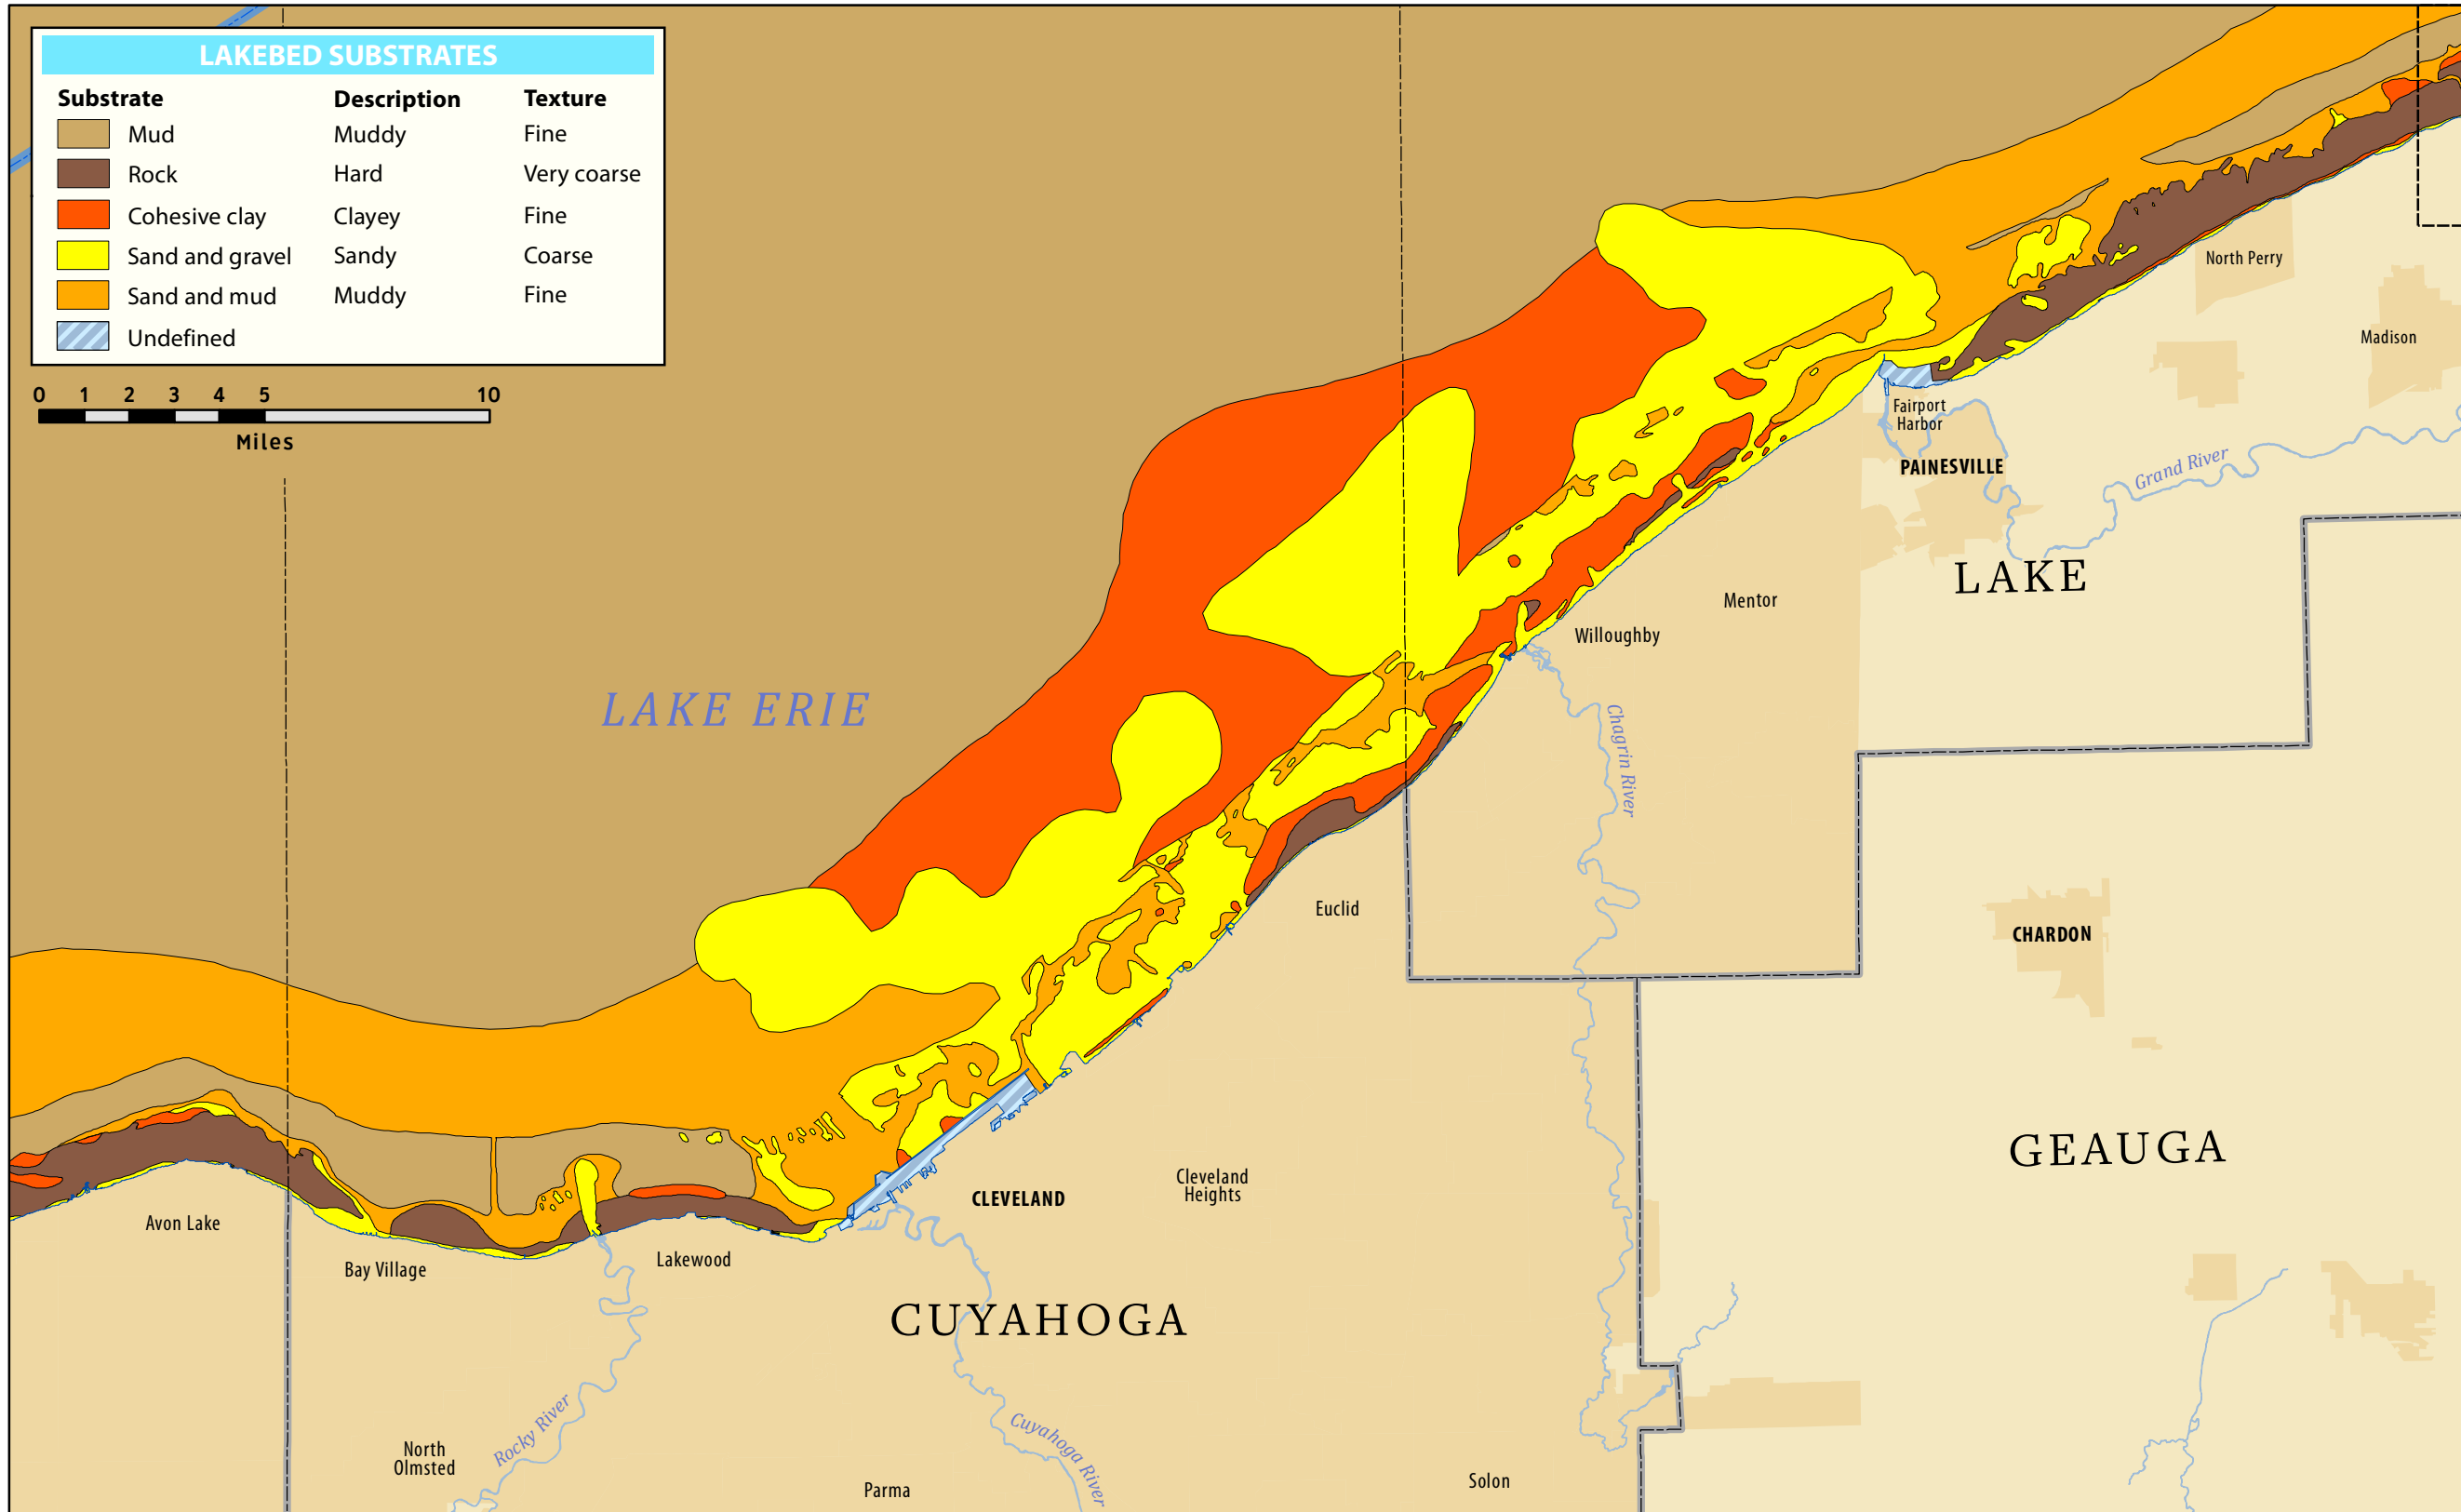 LAKEBED SUBSTRATES
Substrate Description Texture
Mud Muddy Fine
Rock Hard Very coarse
Cohesive clay Clayey Fine
Sand and gravel Sandy Coarse
Sand and mud Muddy Fine
Undefined
0 1 2 3 4 5 10
Miles
North Perry
Madison
Fairport
Harbor
PAINESVILLE
Grand River
LAKE
Mentor
Willoughby
LAKE ERIE
Chagrin River
Euclid
CHARDON
GEAUGA
Cleveland
Heights
CLEVELAND
Avon Lake
Bay Village
Lakewood
CUYAHOGA
Rocky River
Cuyahoga River
North
Olmsted
Parma
Solon